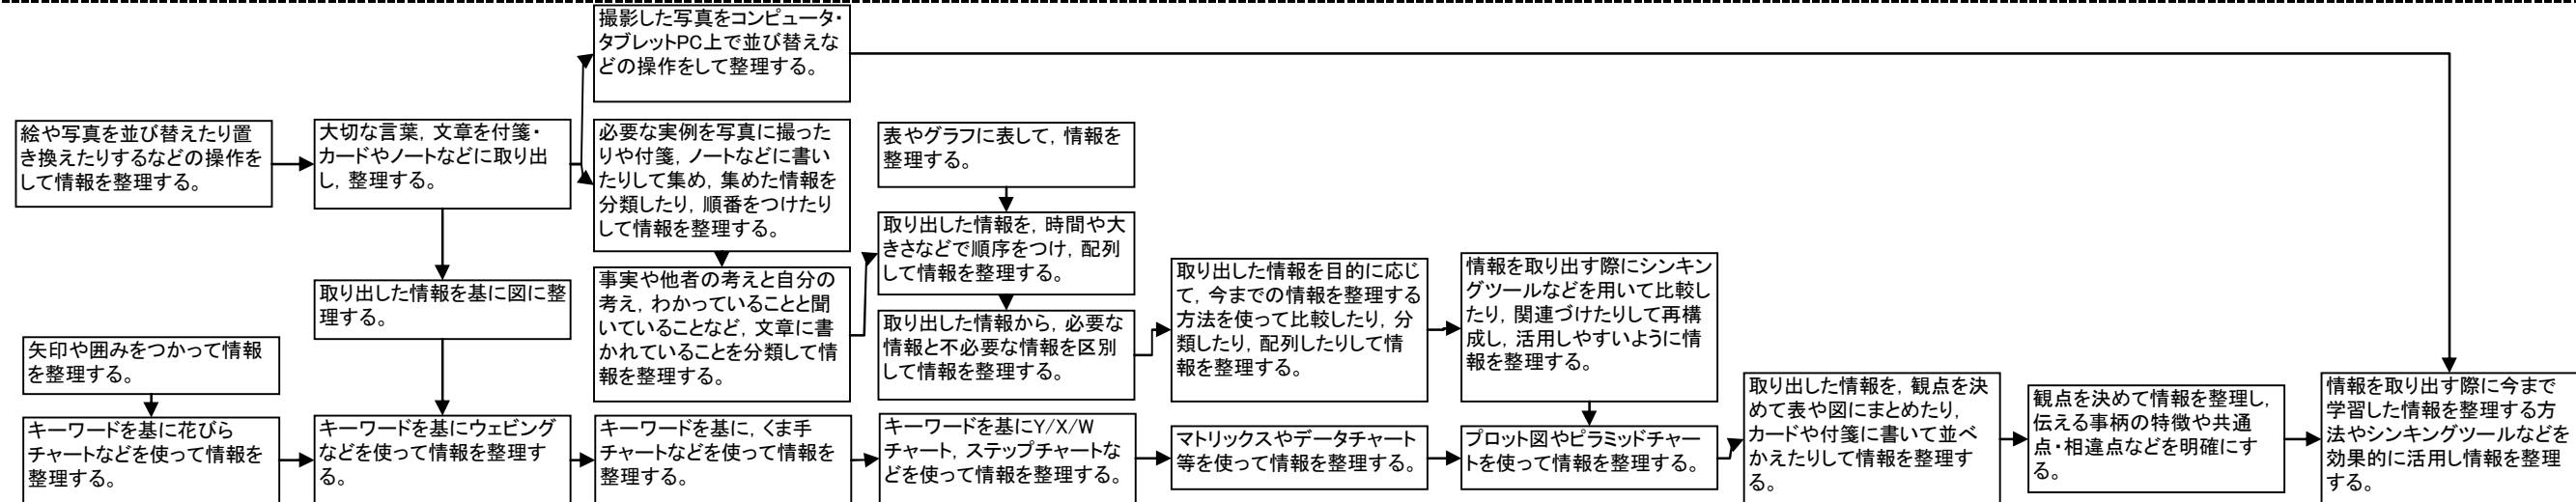 撮影した写真をコンピュータ・
タブレットPC上で並び替えな
どの操作をして整理する。
絵や写真を並び替えたり置
き換えたりするなどの操作を
して情報を整理する。
大切な言葉，文章を付箋・
カードやノートなどに取り出
し，整理する。
必要な実例を写真に撮った
りや付箋，ノートなどに書い
たりして集め，集めた情報を
分類したり，順番をつけたり
して情報を整理する。
表やグラフに表して，情報を
整理する。
取り出した情報を，時間や大
きさなどで順序をつけ，配列
して情報を整理する。
取り出した情報を基に図に整
理する。
事実や他者の考えと自分の
考え，わかっていることと聞
いていることなど，文章に書
かれていることを分類して情
報を整理する。
取り出した情報から，必要な
情報と不必要な情報を区別
して情報を整理する。
取り出した情報を目的に応じ
て，今までの情報を整理する
方法を使って比較したり，分
類したり，配列したりして情
報を整理する。
情報を取り出す際にシンキン
グツールなどを用いて比較し
たり，関連づけたりして再構
成し，活用しやすいように情
報を整理する。
矢印や囲みをつかって情報
を整理する。
キーワードを基に花びら
チャートなどを使って情報を
整理する。
キーワードを基にウェビング
などを使って情報を整理す
る。
キーワードを基に，くま手
チャートなどを使って情報を
整理する。
キーワードを基にY/X/W
チャート，ステップチャートな
どを使って情報を整理する。
マトリックスやデータチャート
等を使って情報を整理する。
プロット図やピラミッドチャー
トを使って情報を整理する。
取り出した情報を，観点を決
めて表や図にまとめたり，
カードや付箋に書いて並べ
かえたりして情報を整理す
る。
観点を決めて情報を整理し，
伝える事柄の特徴や共通
点・相違点などを明確にす
る。
情報を取り出す際に今まで
学習した情報を整理する方
法やシンキングツールなどを
効果的に活用し情報を整理
する。